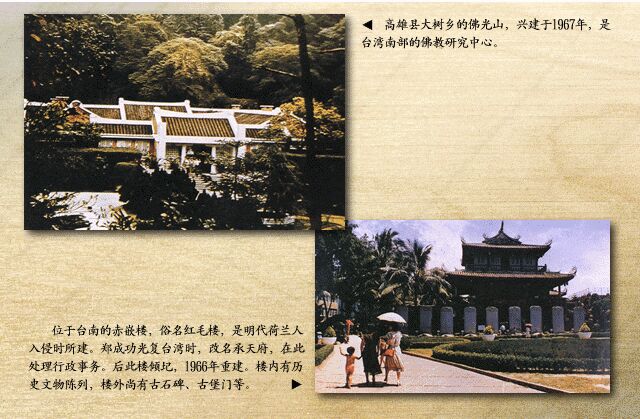 ◀ 高雄县大树乡的佛光山，兴建于1967年，是
台湾南部的佛教研究中心。
位于台南的赤嵌楼，俗名红毛楼，是明代荷兰人
入侵时所建。郑成功光复台湾时，改名承天府，在此
处理行政事务。后此楼倾圮，1966年重建。楼内有历
史文物陈列，楼外尚有古石碑、古堡门等。 ▶